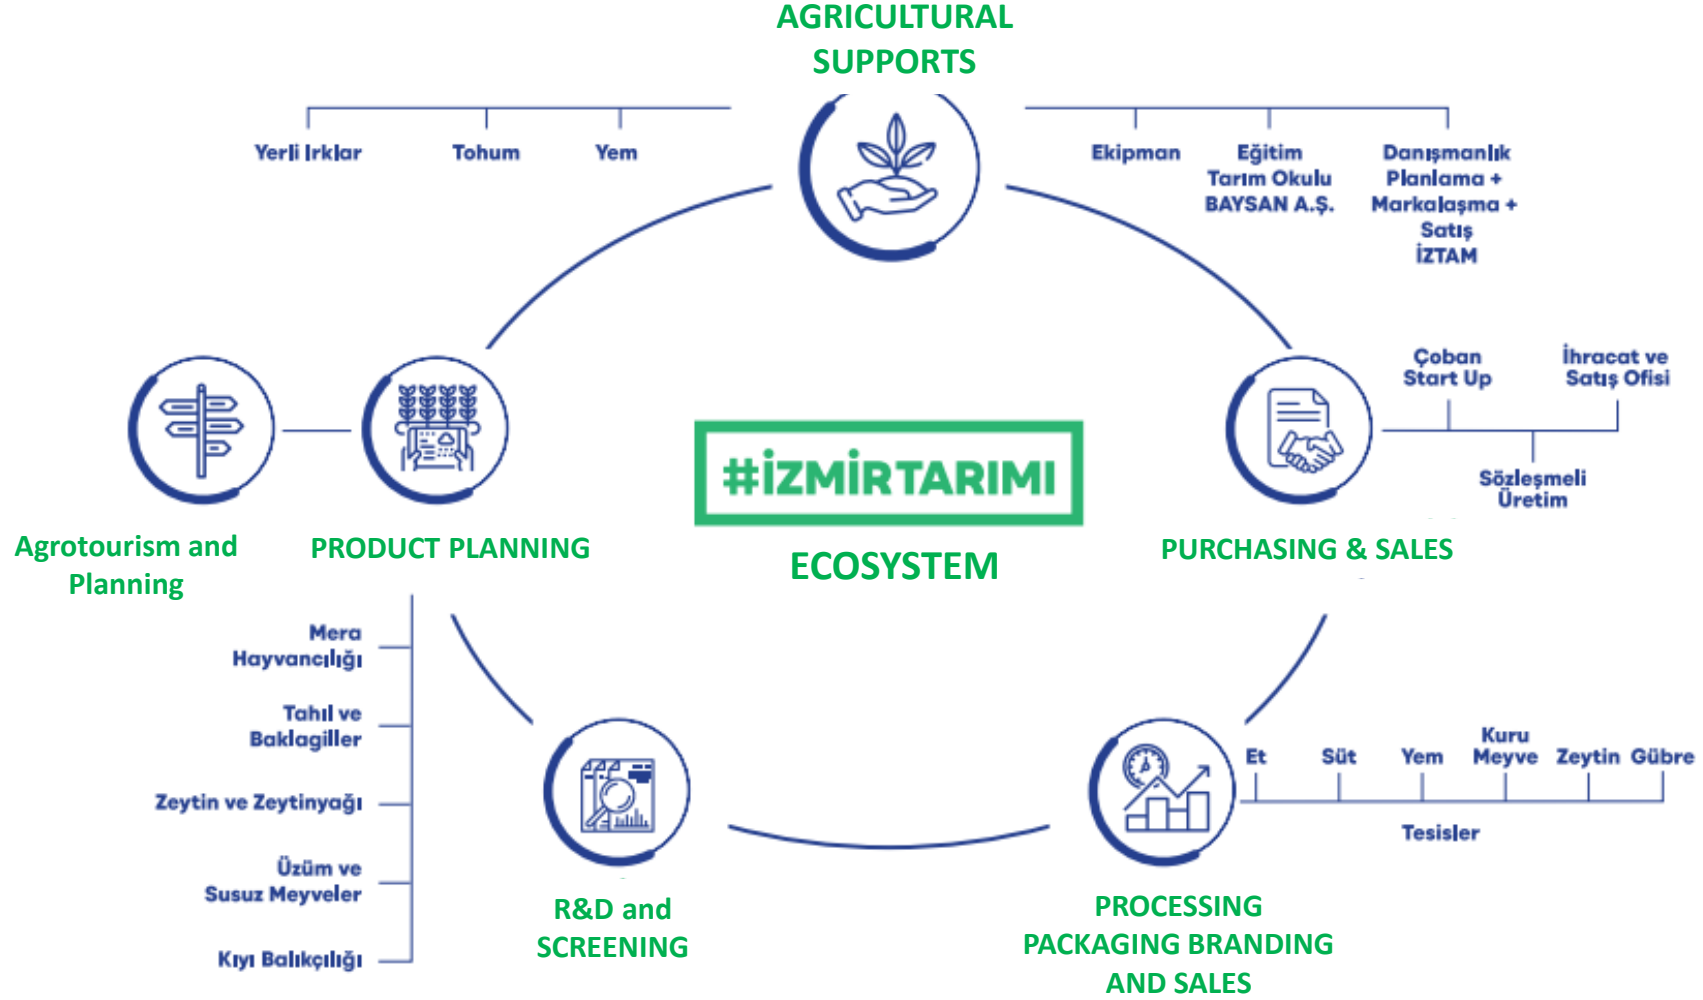 AGRICULTURAL
SUPPORTS
Yerli Irklar
Tohum
Yem
Ekipman
Eğitim
Tarım Okulu
BAYSAN A.Ş.
Danışmanlık
Planlama +
Markalaşma +
Satış
İZTAM
Çoban
Start Up
İhracat ve
Satış Ofisi
Sözleşmeli
Üretim
PURCHASING & SALES
#İZMİRTARIMI
ECOSYSTEM
Agrotourism and
Planning
PRODUCT PLANNING
Mera
Hayvancılığı
Tahıl ve
Baklagiller
Zeytin ve Zeytinyağı
Üzüm ve
Susuz Meyveler
Kıyı Balıkçılığı
R&D and
SCREENING
Et
Süt
Yem
Kuru
Meyve
Zeytin
Gübre
Tesisler
PROCESSING
PACKAGING BRANDING
AND SALES